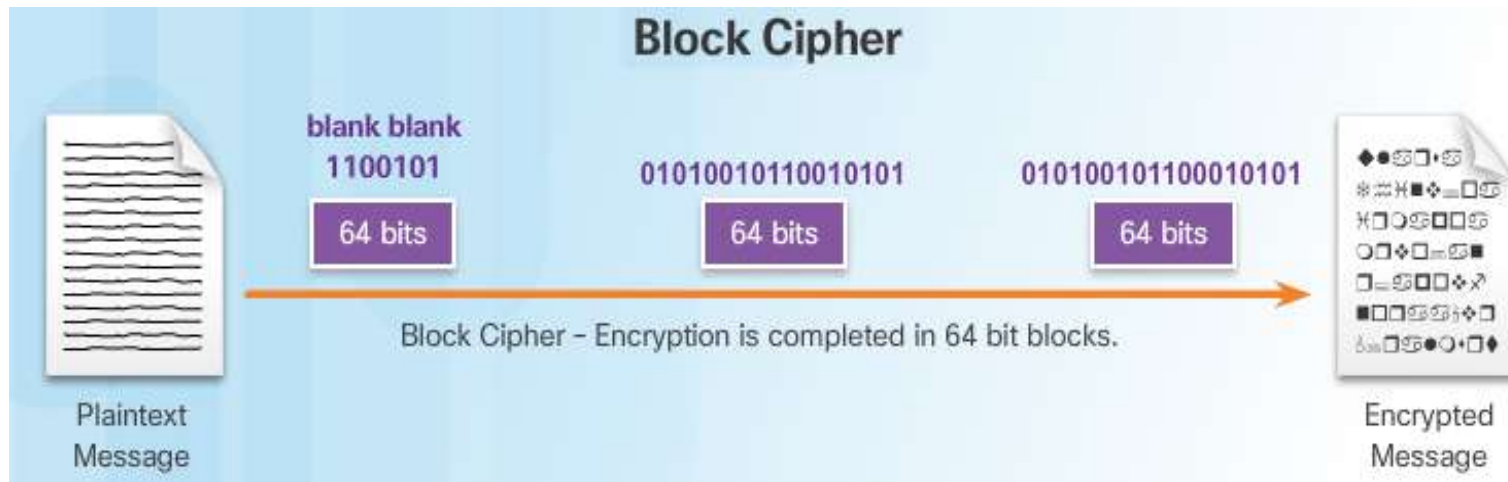 Block Cipher
blank blank
1100101
01010010110010101
010100101100010101
64 bits
64 bits
64 bits
Block Cipher – Encryption is completed in 64 bit blocks.
Plaintext
Message
Encrypted
Message